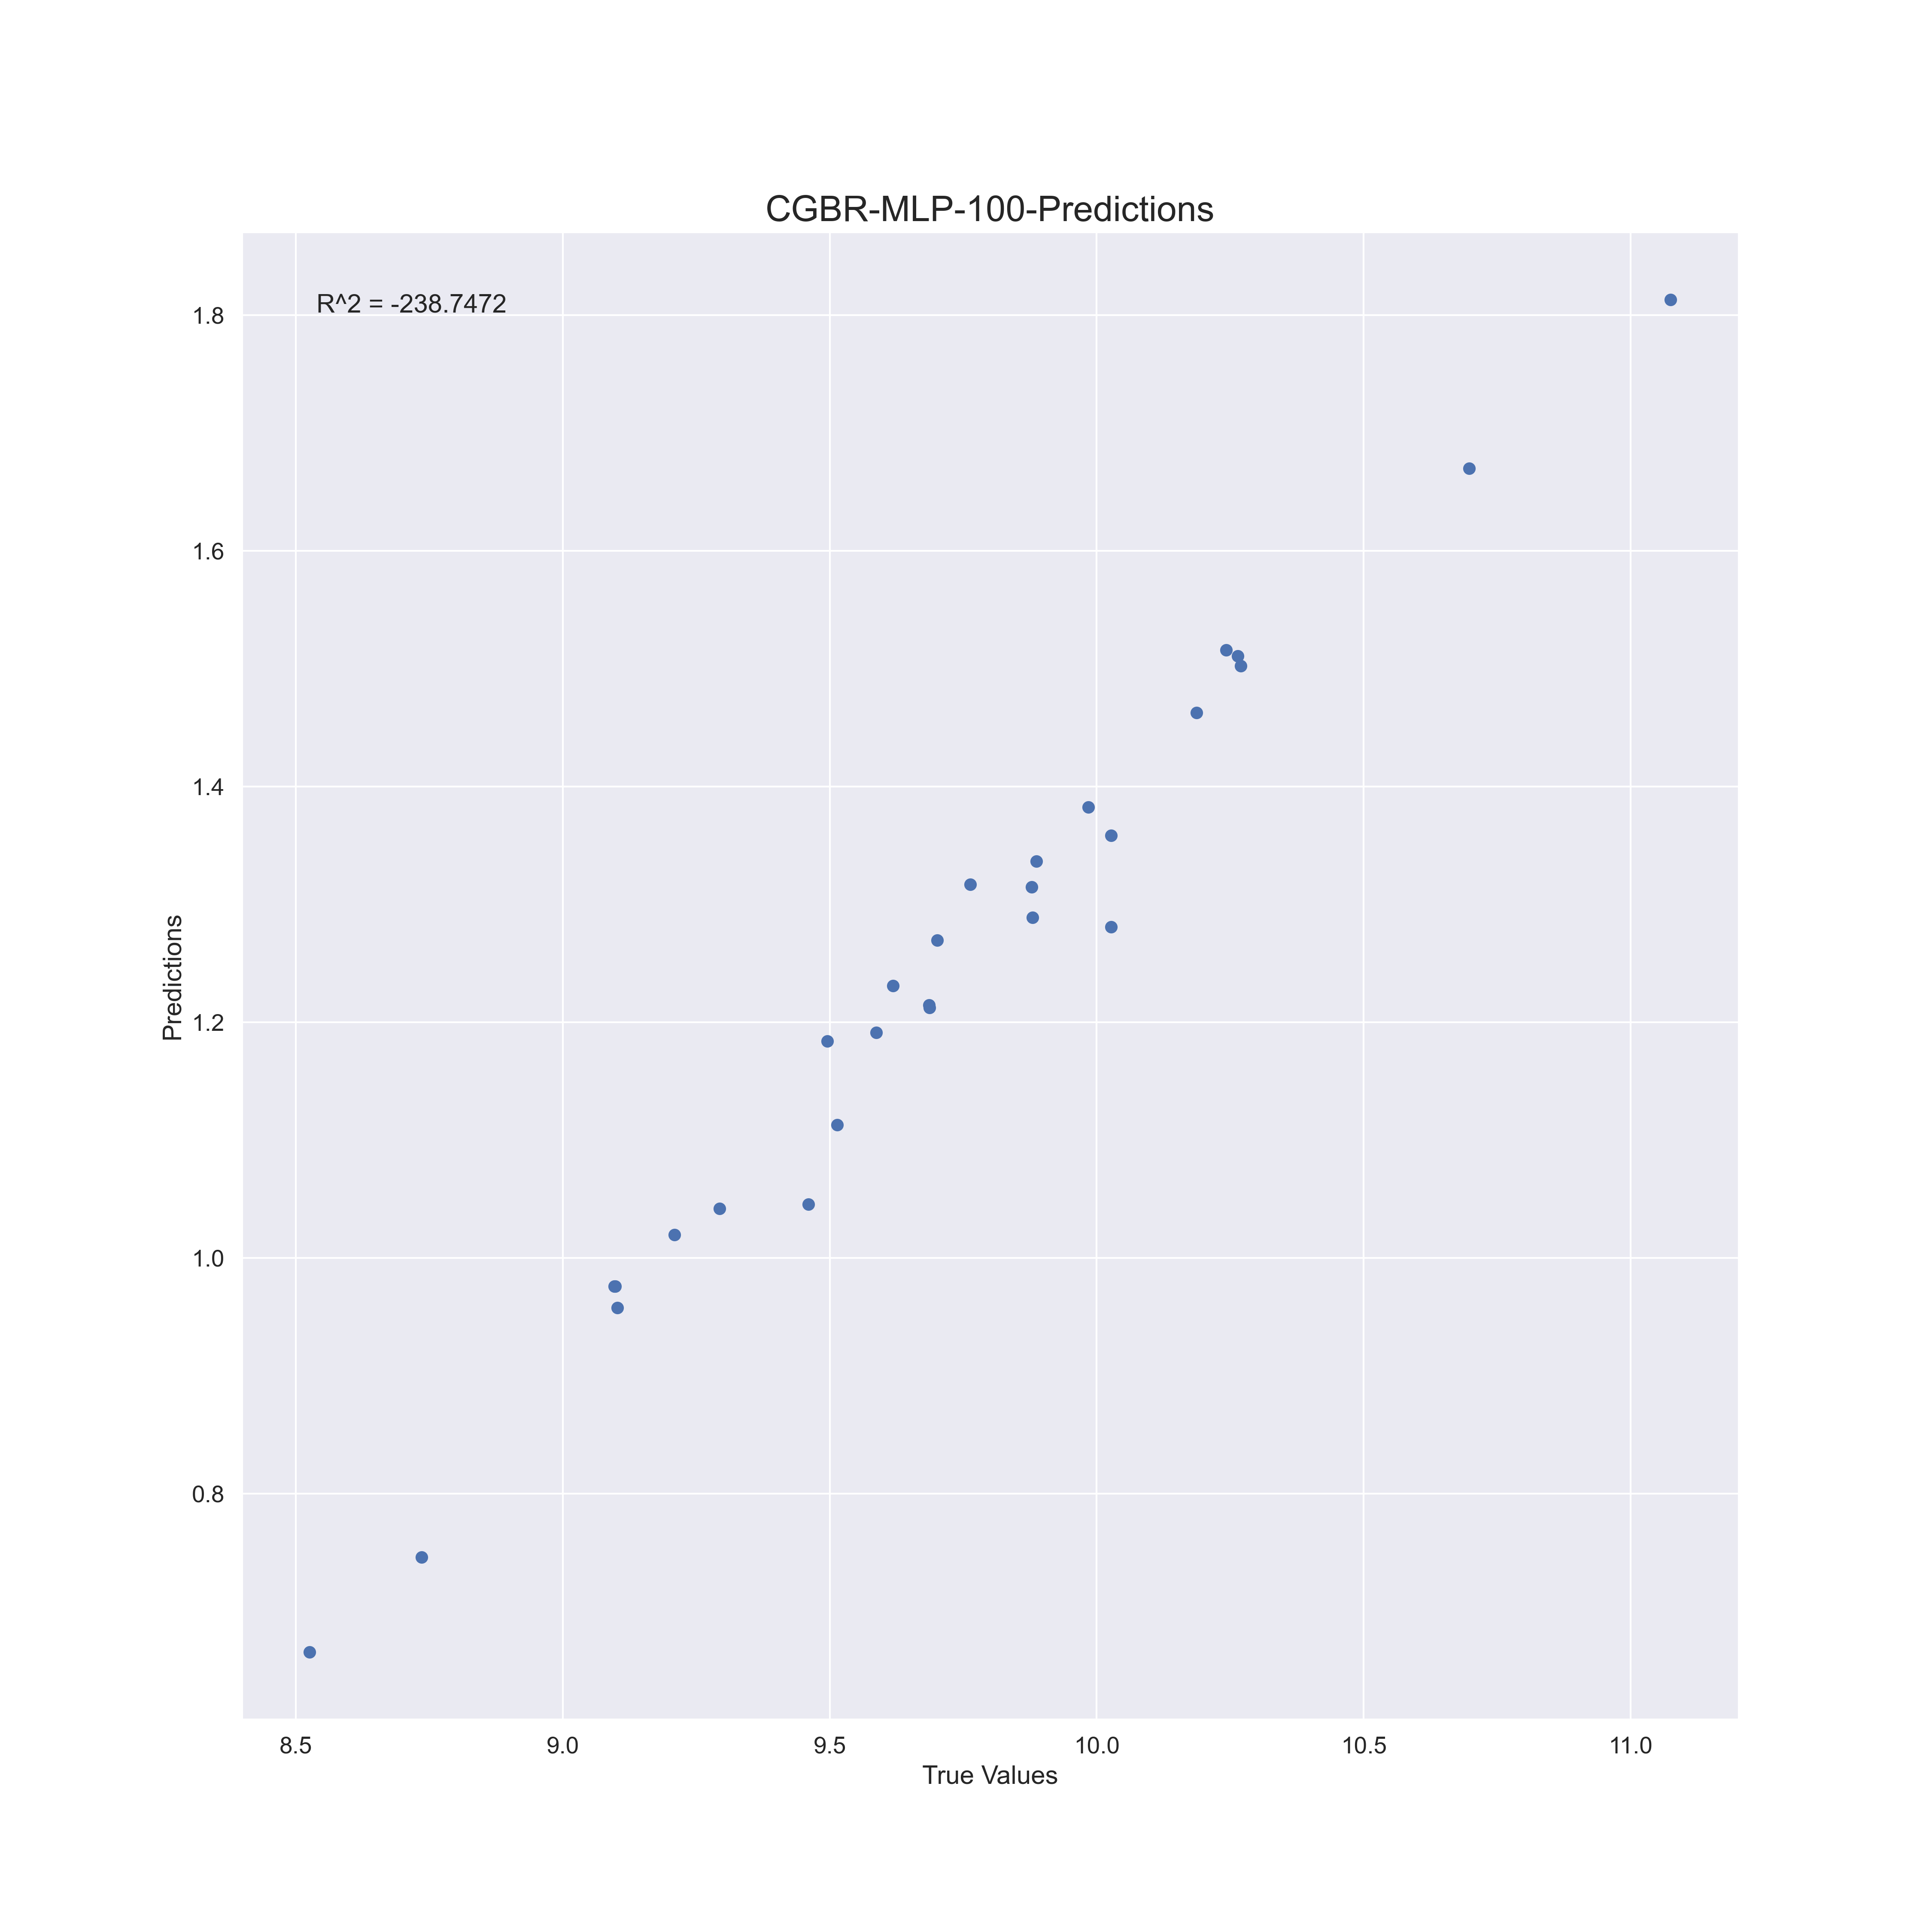 CGBR-MLP-100-Predictions
R^2 = -238.7472
1.8
1.6
1.4
1.2
1.0
0.8
Predictions
8.5 9.0 9.5 10.0 10.5 11.0
True Values